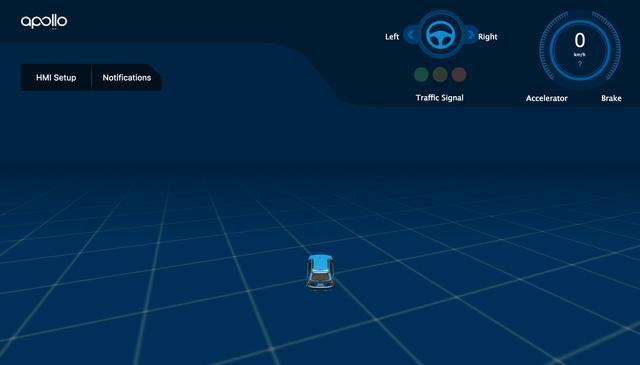 apollo
Left
Right
0
km/h
?
HMI Setup
Notifications
Traffic Signal
Accelerator
Brake